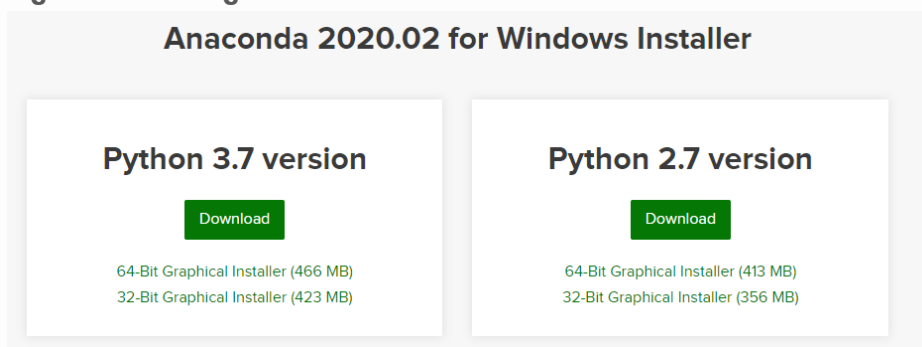 Anaconda 2020.02 for Windows Installer
Python 3.7 version
Download
64-Bit Graphical Installer (466 MB)
32-Bit Graphical Installer (423 MB)
Python 2.7 version
Download
64-Bit Graphical Installer (413 MB)
32-Bit Graphical Installer (356 MB)